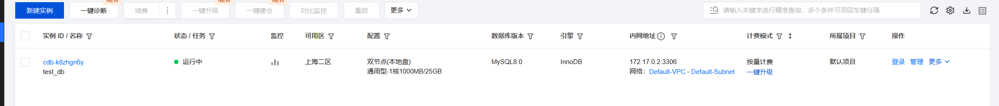 NEW NEW NEW
新建实例 一键诊断 续费 一键升级 一键建仓 对比监控 重启 更多 请输入关键字进行精准查询，多个条件可用回车键分隔
实例 ID / 名称 状态 / 任务 监控 可用区 配置 数据库版本 引擎 内网地址 计费模式 所属项目 操作
cdb-k8zhgn6y 运行中 上海二区 双节点(本地盘) MySQL8.0 InnoDB 172.17.0.2:3306 按量计费 默认项目 登录 管理 更多
test_db 通用型-1核1000MB/25GB 网络：Default-VPC - Default-Subnet 一键升级